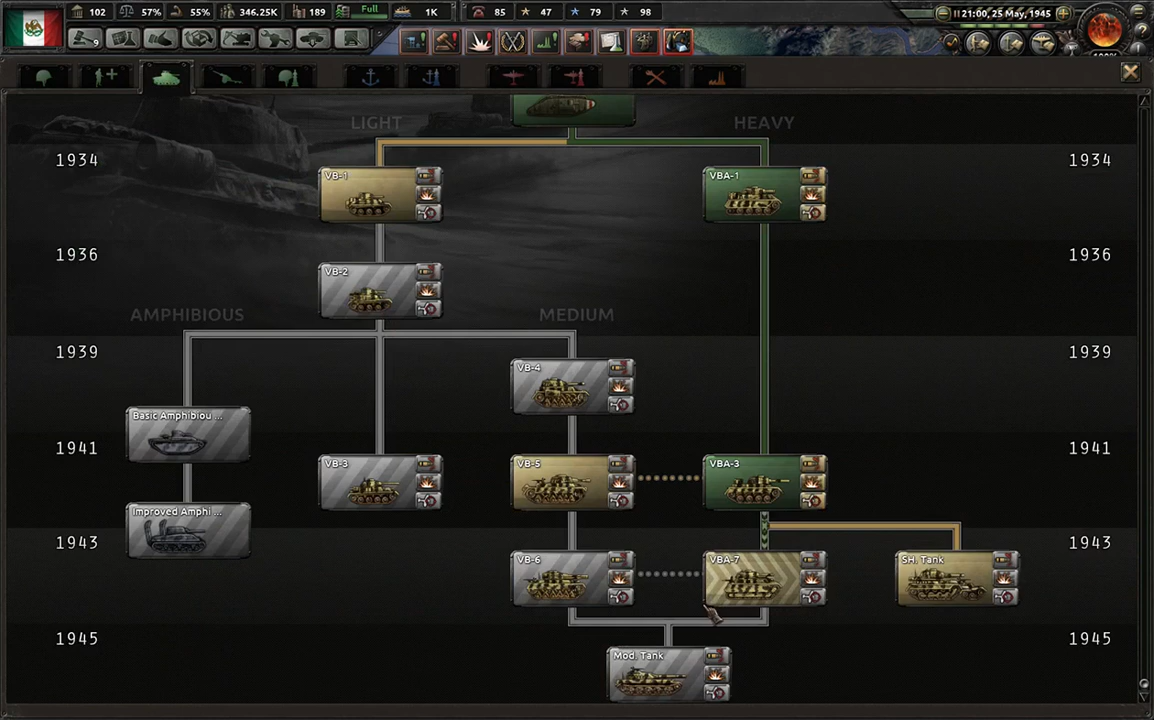 102 57% 55% 346.25K 189 Full 1K 85 47 79 98 21:00, 25 May, 1945
9
100%
LIGHT HEAVY
1934 1934
VB-1 VBA-1
1936 1936
VB-2
AMPHIBIOUS MEDIUM
1939 1939
VB-4
Basic Amphibiou ...
1941 1941
VB-3 VB-5 VBA-3
Improved Amphi ...
1943 1943
VB-6 VBA-7 SH. Tank
1945 1945
Mod. Tank